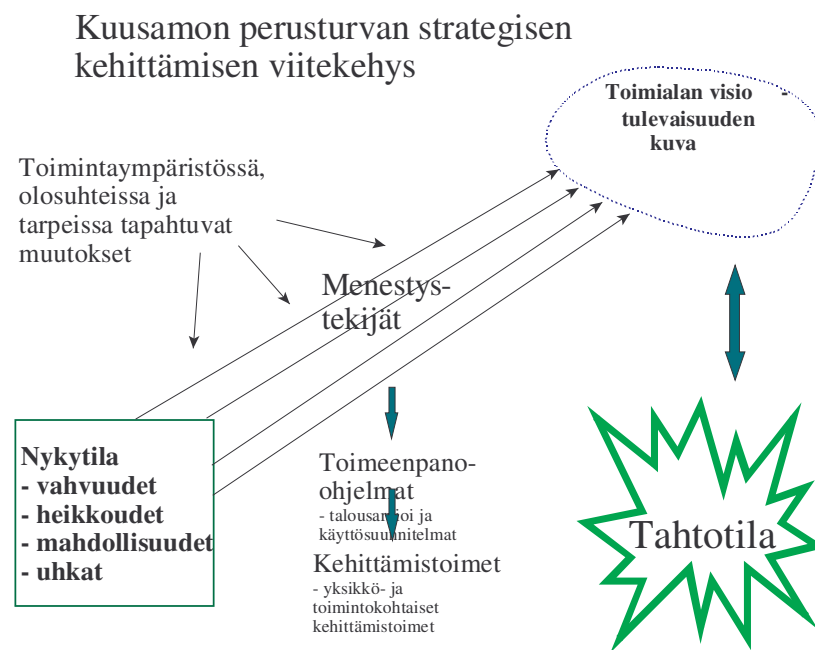 Kuusamon perusturvan strategisen
kehittämisen viitekehys
Toimialan visio -
tulevaisuuden
kuva
Toimintaympäristössä,
olosuhteissa ja
tarpeissa tapahtuvat
muutokset
Menestys-
tekijät
Nykytila
- vahvuudet
- heikkoudet
- mahdollisuudet
- uhkat
Toimeenpano-
ohjelmat
- talousarvioi ja
käyttösuunnitelmat
Kehittämistoimet
- yksikkö- ja
toimintokohtaiset
kehittämistoimet
Tahtotila